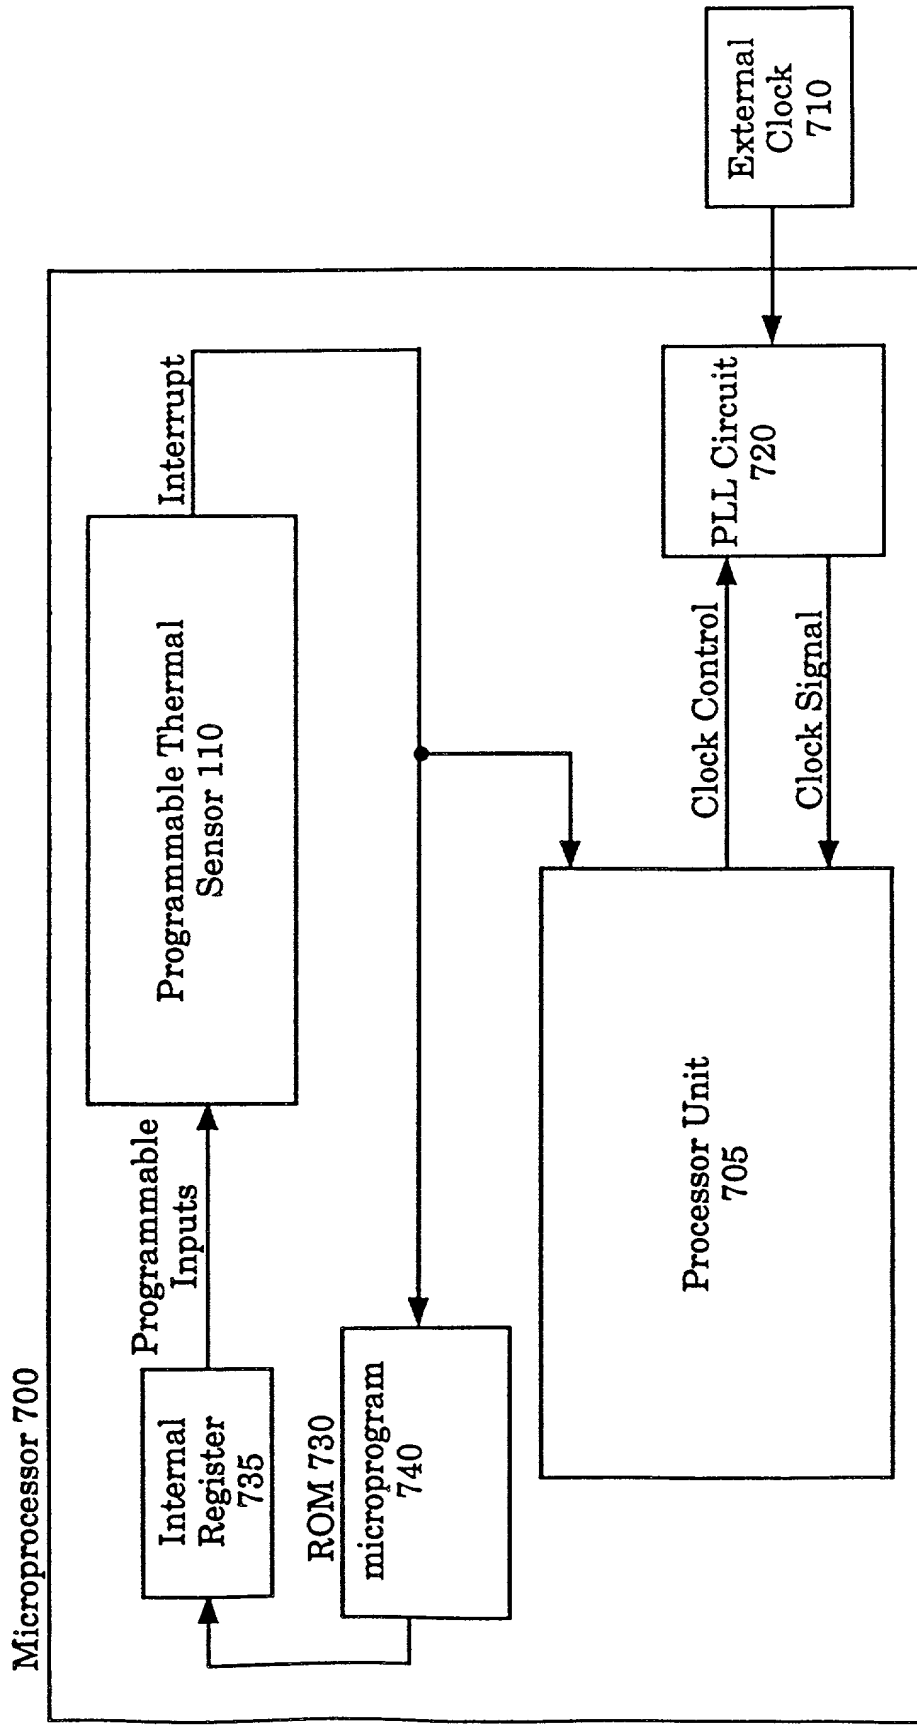 Microprocessor 700
Internal
Register
735
Programmable
Inputs
Programmable Thermal
Sensor 110
Interrupt
ROM 730
microprogram
740
Processor Unit
705
Clock Control
Clock Signal
PLL Circuit
720
External
Clock
710